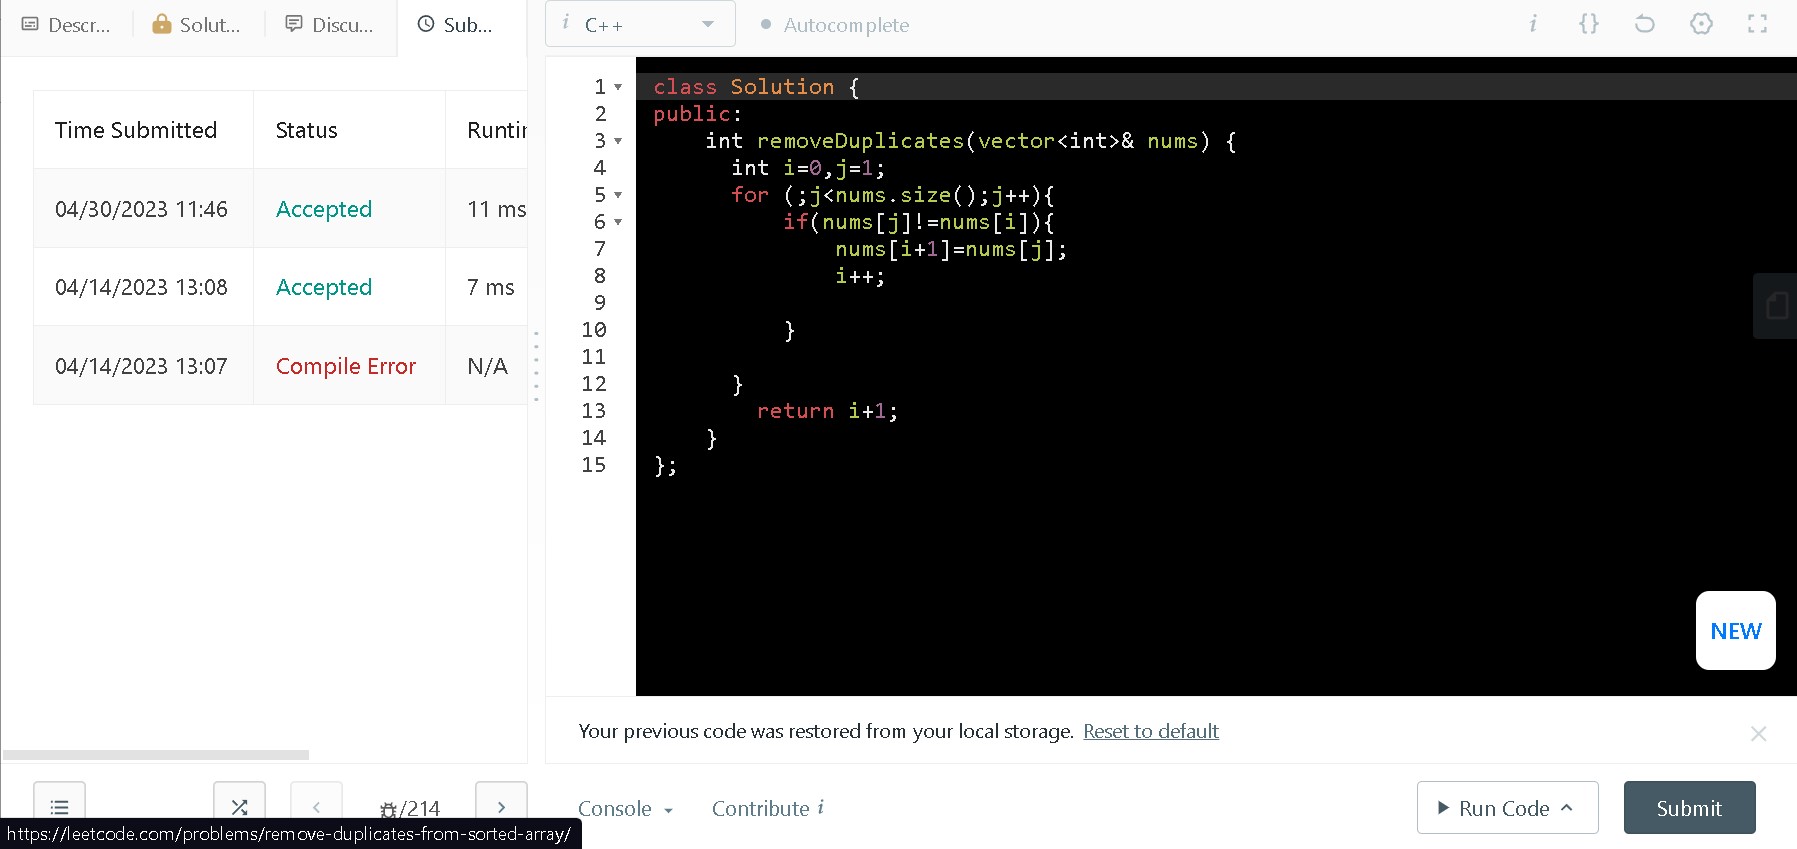 Descr...
Solut...
Discu...
Sub...
i C++
Autocomplete
i {}
Time Submitted Status Runtin
04/30/2023 11:46 Accepted 11 ms
04/14/2023 13:08 Accepted 7 ms
04/14/2023 13:07 Compile Error N/A
1 class Solution {
2 public:
3 int removeDuplicates(vector<int>& nums) {
4 int i=0,j=1;
5 for (;j<nums.size();j++){
6 if(nums[j]!=nums[i]){
7 nums[i+1]=nums[j];
8 i++;
9
10 }
11
12 }
13 return i+1;
14 }
15 };
NEW
Your previous code was restored from your local storage. Reset to default
/214
Console Contribute i
Run Code
Submit
https://leetcode.com/problems/remove-duplicates-from-sorted-array/